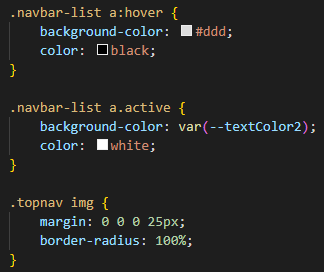 .navbar-list a:hover {
    background-color: #ddd;
    color: black;
}

.navbar-list a.active {
    background-color: var(--textColor2);
    color: white;
}

.topnav img {
    margin: 0 0 0 25px;
    border-radius: 100%;
}